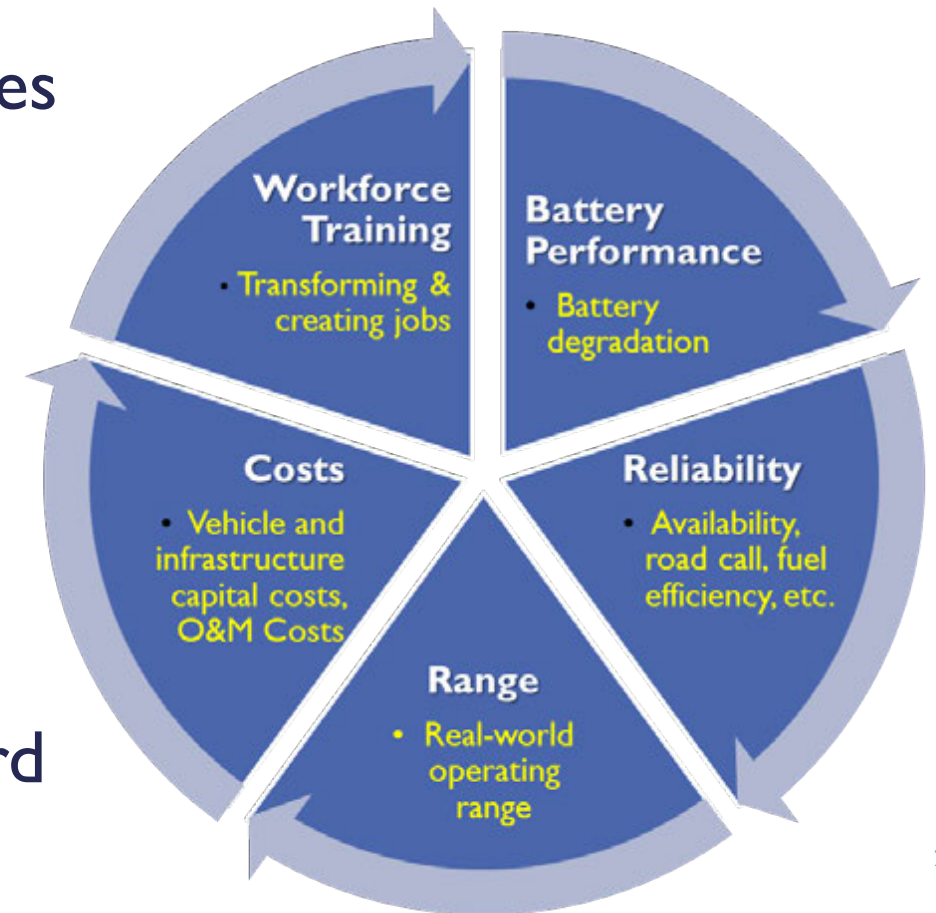 es
Workforce
Training
• Transforming &
creating jobs
Battery
Performance
• Battery
degradation
Reliability
• Availability,
road call, fuel
efficiency, etc.
Range
• Real-world
operating
range
Costs
• Vehicle and
infrastructure
capital costs,
O&M Costs
rd